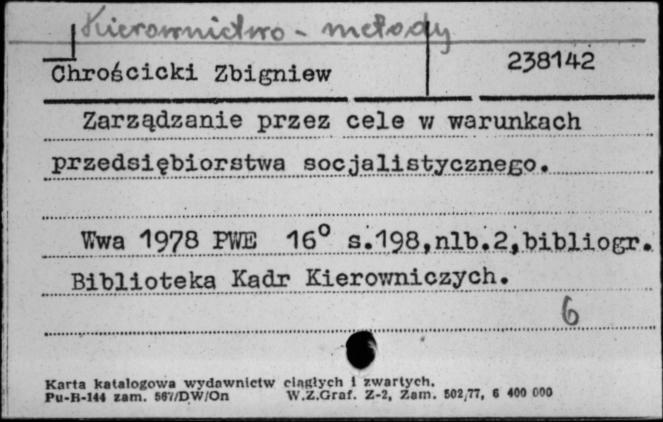 Kierownictwo - metody
Chrościcki Zbigniew
238142
Zarządzanie przez cele w warunkach
przedsiębiorstwa socjalistycznego.
Wwa 1978 PWE 16° s.198,nlb.2,bibliogr.
Biblioteka Kadr Kierowniczych.
6
Karta katalogowa wydawnictw ciągłych i zwartych.
Pu-B-144 zam. 567/DW/On W.Z.Graf. Z-2, Zam. 502/77, 6 400 000